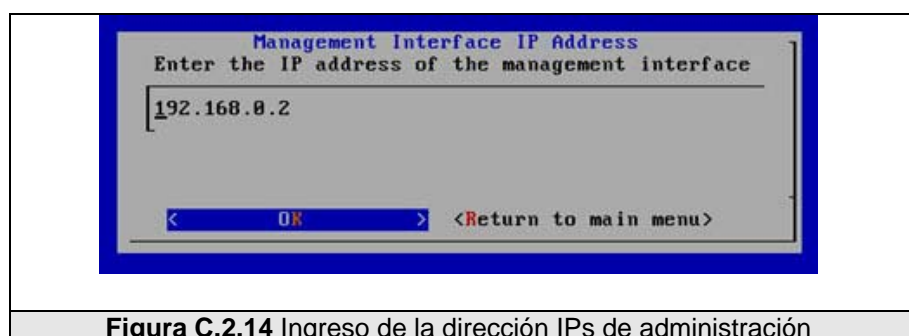 Management Interface IP Address
Enter the IP address of the management interface
192.168.0.2
< OK > <Return to main menu>
Figura C.2.14 Ingreso de la dirección IPs de administración